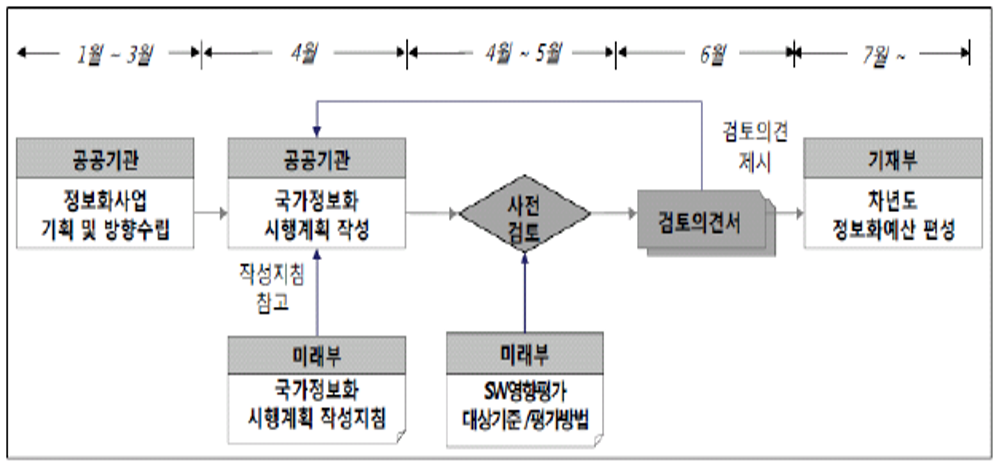 1월 ~ 3월
4월
4월 ~ 5월
6월
7월 ~
공공기관
정보화사업
기획 및 방향수립
공공기관
국가정보화
시행계획 작성
사전
검토
검토의견서
검토의견
제시
기재부
차년도
정보화예산 편성
작성지침
참고
미래부
국가정보화
시행계획 작성지침
미래부
SW영향평가
대상기준 /평가방법